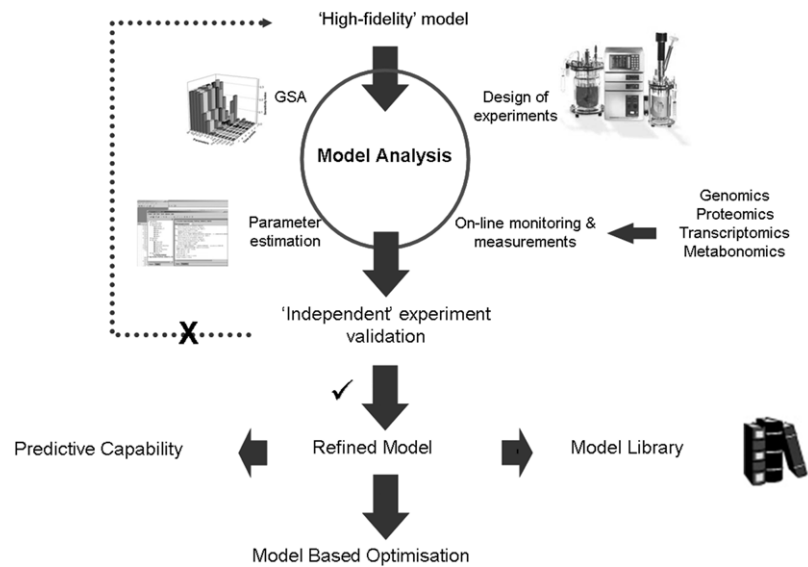 'High-fidelity' model
GSA
Design of
experiments
Model Analysis
Parameter
estimation
On-line monitoring &
measurements
Genomics
Proteomics
Transcriptomics
Metabonomics
'Independent' experiment
validation
X
✓
Predictive Capability
Refined Model
Model Library
Model Based Optimisation